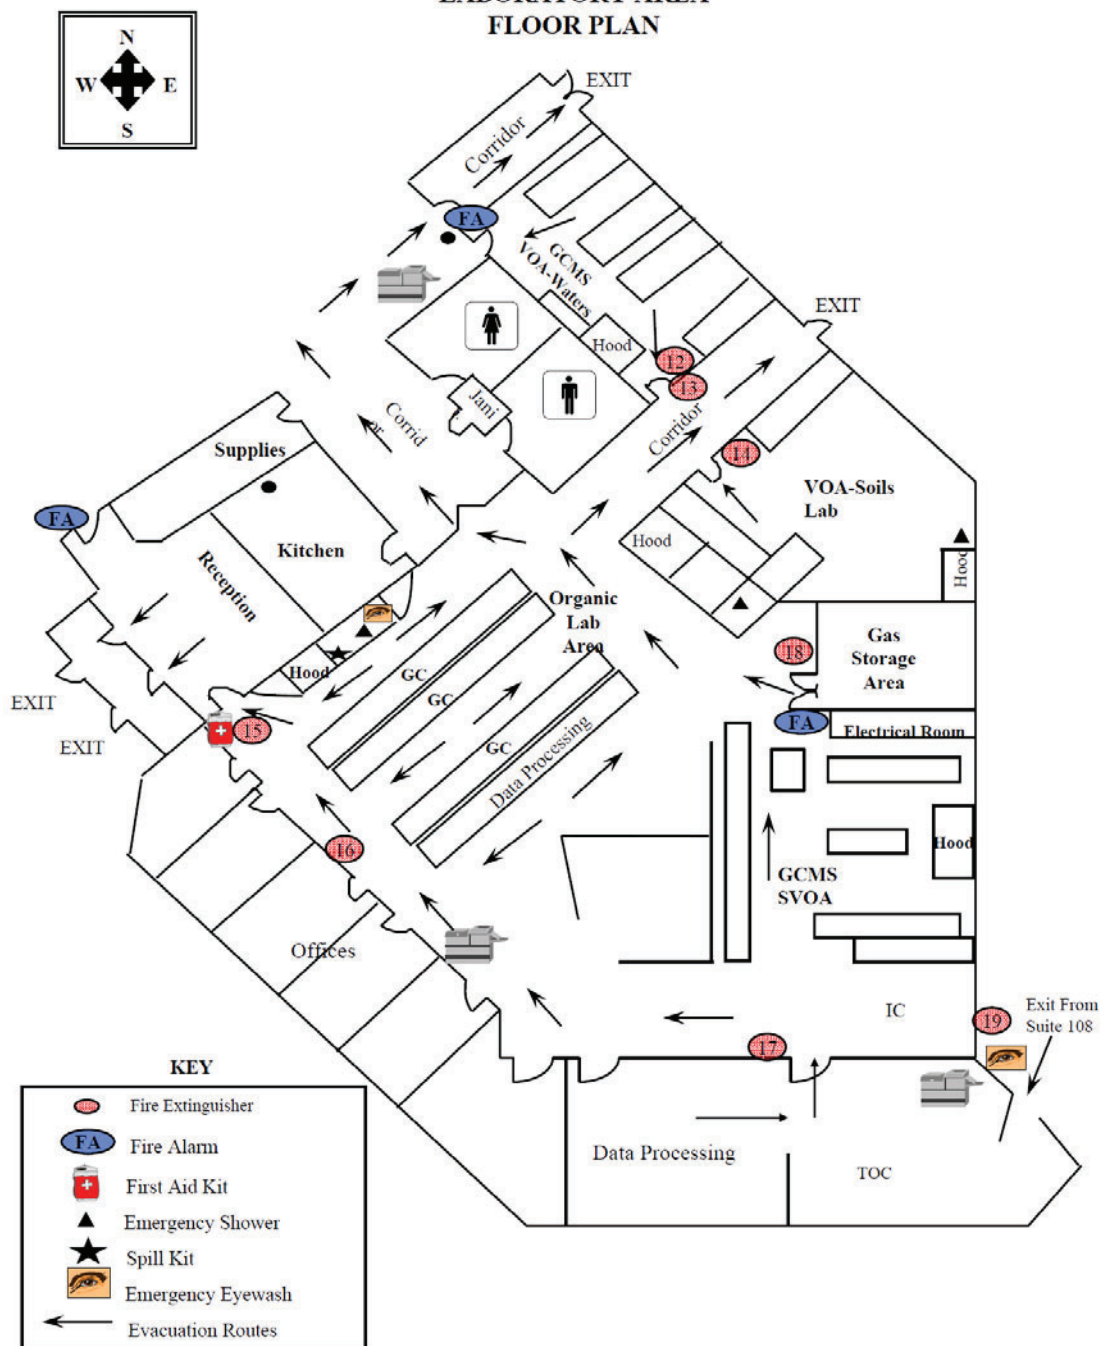 LABORATORY AREA
FLOOR PLAN
N
W E
S
EXIT
Corridor
FA
GCMS
VOA-Waters
EXIT
Hood
12
13
Jani
Corrid
or
Corridor
14
Supplies
VOA-Soils
Lab
FA
Kitchen
Hood
Hood
Reception
Organic
Lab
Area
Gas
Storage
Area
18
Hood
GC
GC
GC
EXIT
EXIT
15
FA
Electrical Room
Data Processing
16
Hood
GCMS
SVOA
Offices
IC
19
Exit From
Suite 108
17
KEY
Fire Extinguisher
FA Fire Alarm
First Aid Kit
Emergency Shower
Spill Kit
Emergency Eyewash
Evacuation Routes
Data Processing
TOC